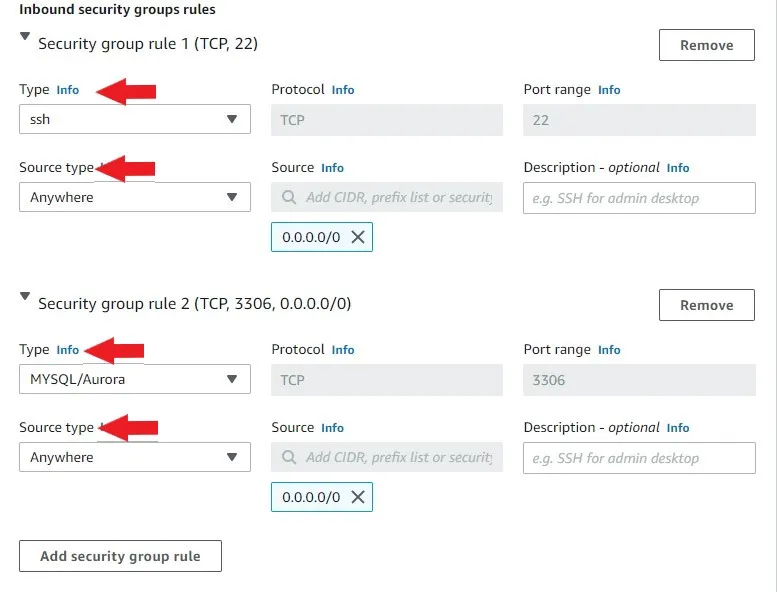 Inbound security groups rules
Security group rule 1 (TCP, 22)
Remove
Type Info
Protocol Info
Port range Info
ssh
TCP
22
Source type
Source Info
Description - optional Info
Anywhere
Add CIDR, prefix list or security
e.g. SSH for admin desktop
0.0.0.0/0
Security group rule 2 (TCP, 3306, 0.0.0.0/0)
Remove
Type Info
Protocol Info
Port range Info
MYSQL/Aurora
TCP
3306
Source type
Source Info
Description - optional Info
Anywhere
Add CIDR, prefix list or security
e.g. SSH for admin desktop
0.0.0.0/0
Add security group rule